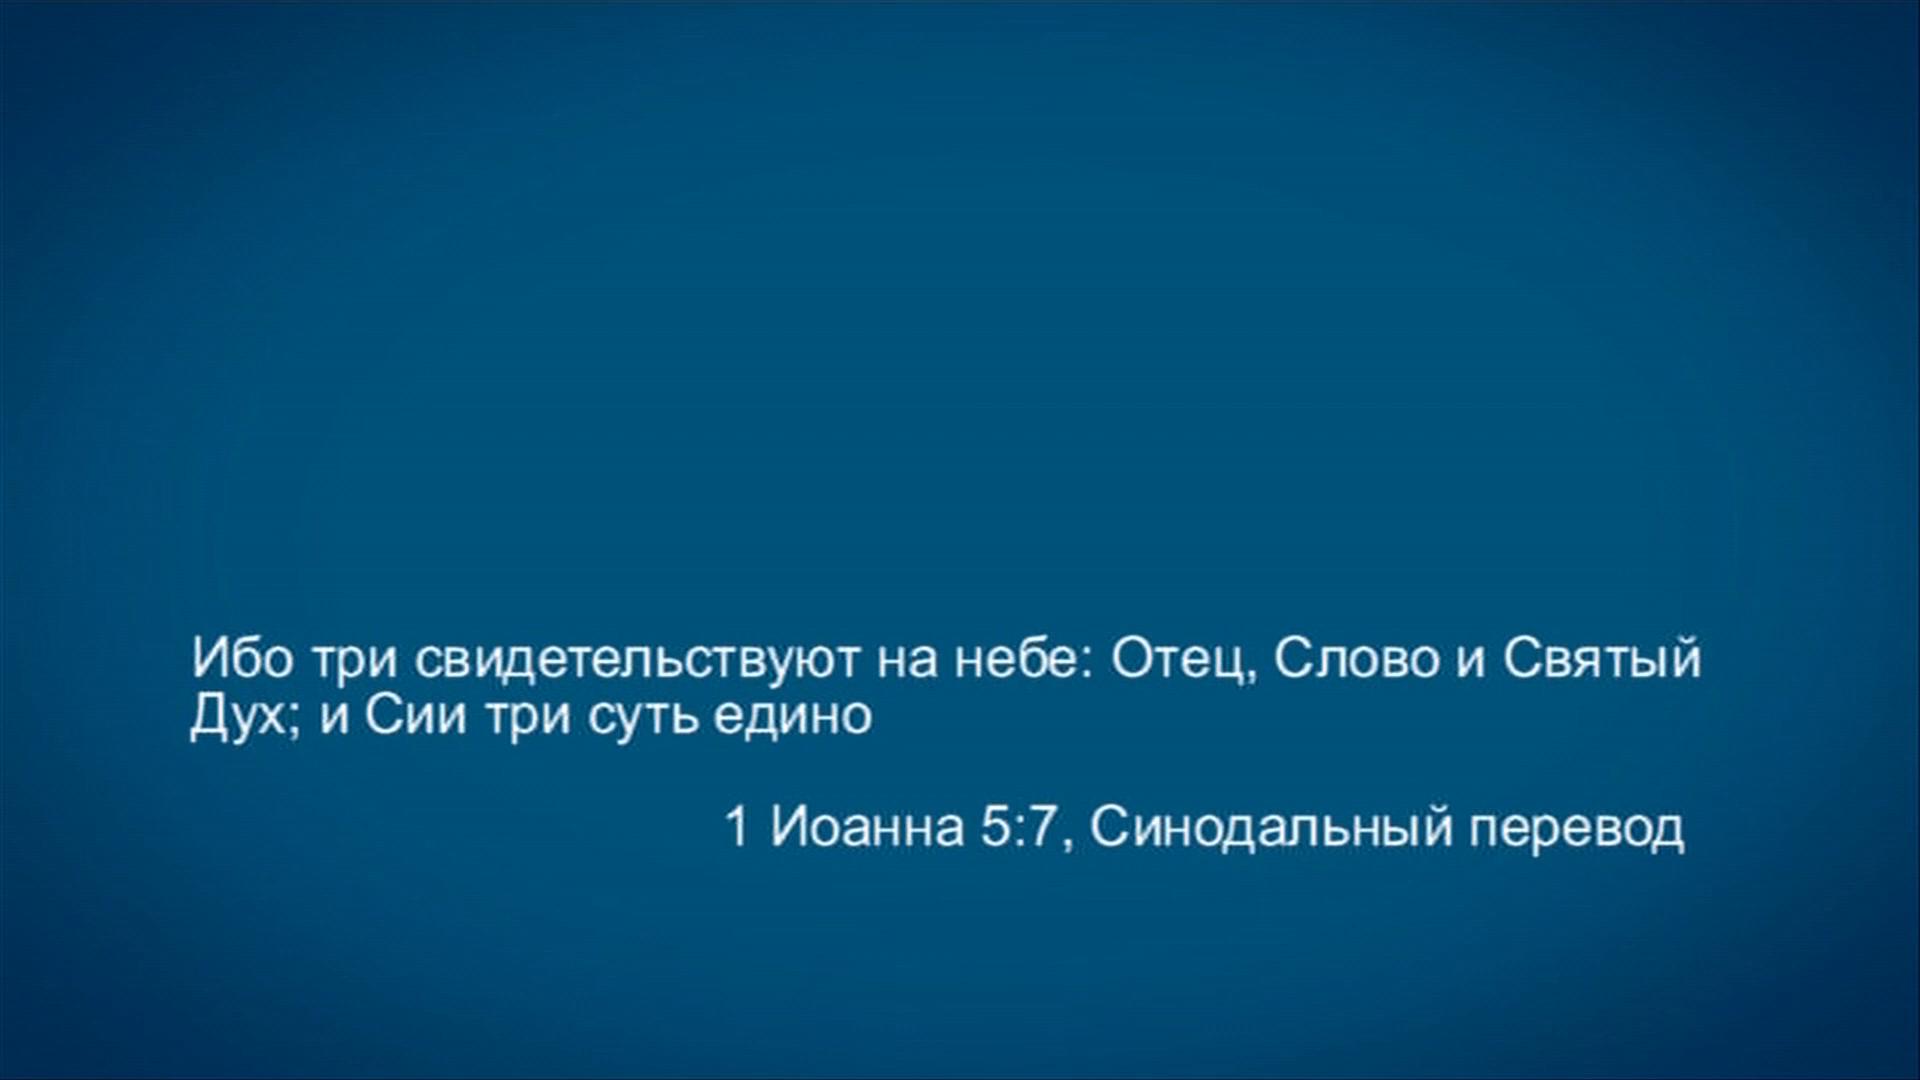 Ибо три свидетельствуют на небе: Отец, Слово и Святый
Дух; и Сии три суть едино
1 Иоанна 5:7, Синодальный перевод